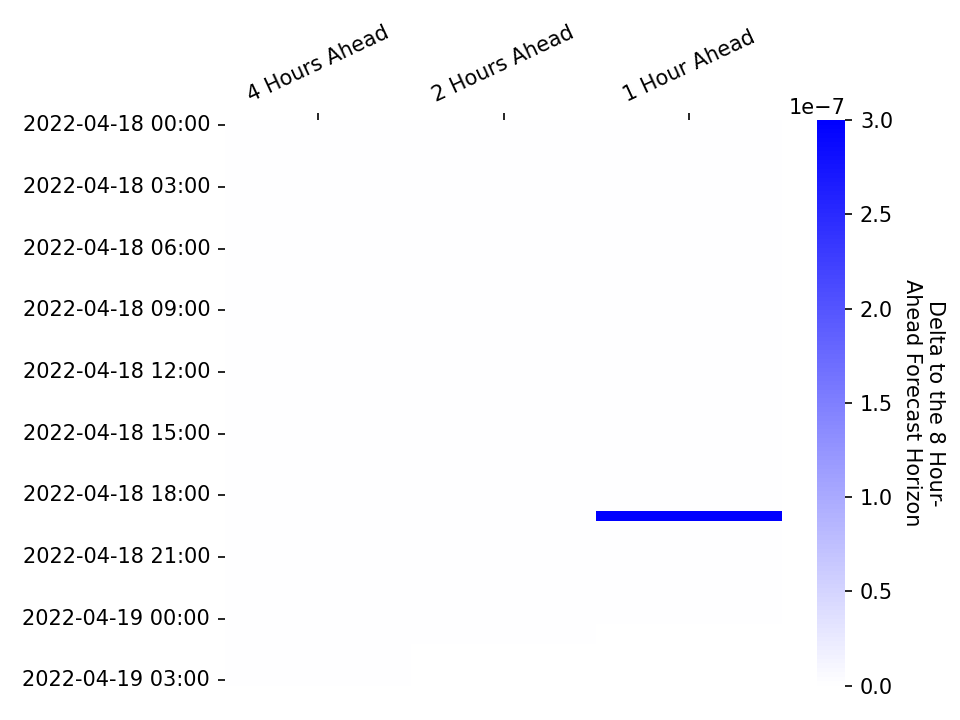 4 Hours Ahead
2 Hours Ahead
1 Hour Ahead
2022-04-18 00:00
2022-04-18 03:00
2022-04-18 06:00
2022-04-18 09:00
2022-04-18 12:00
2022-04-18 15:00
2022-04-18 18:00
2022-04-18 21:00
2022-04-19 00:00
2022-04-19 03:00
1e−7
3.0
2.5
2.0
1.5
1.0
0.5
0.0
Delta to the 8 Hour-
Ahead Forecast Horizon